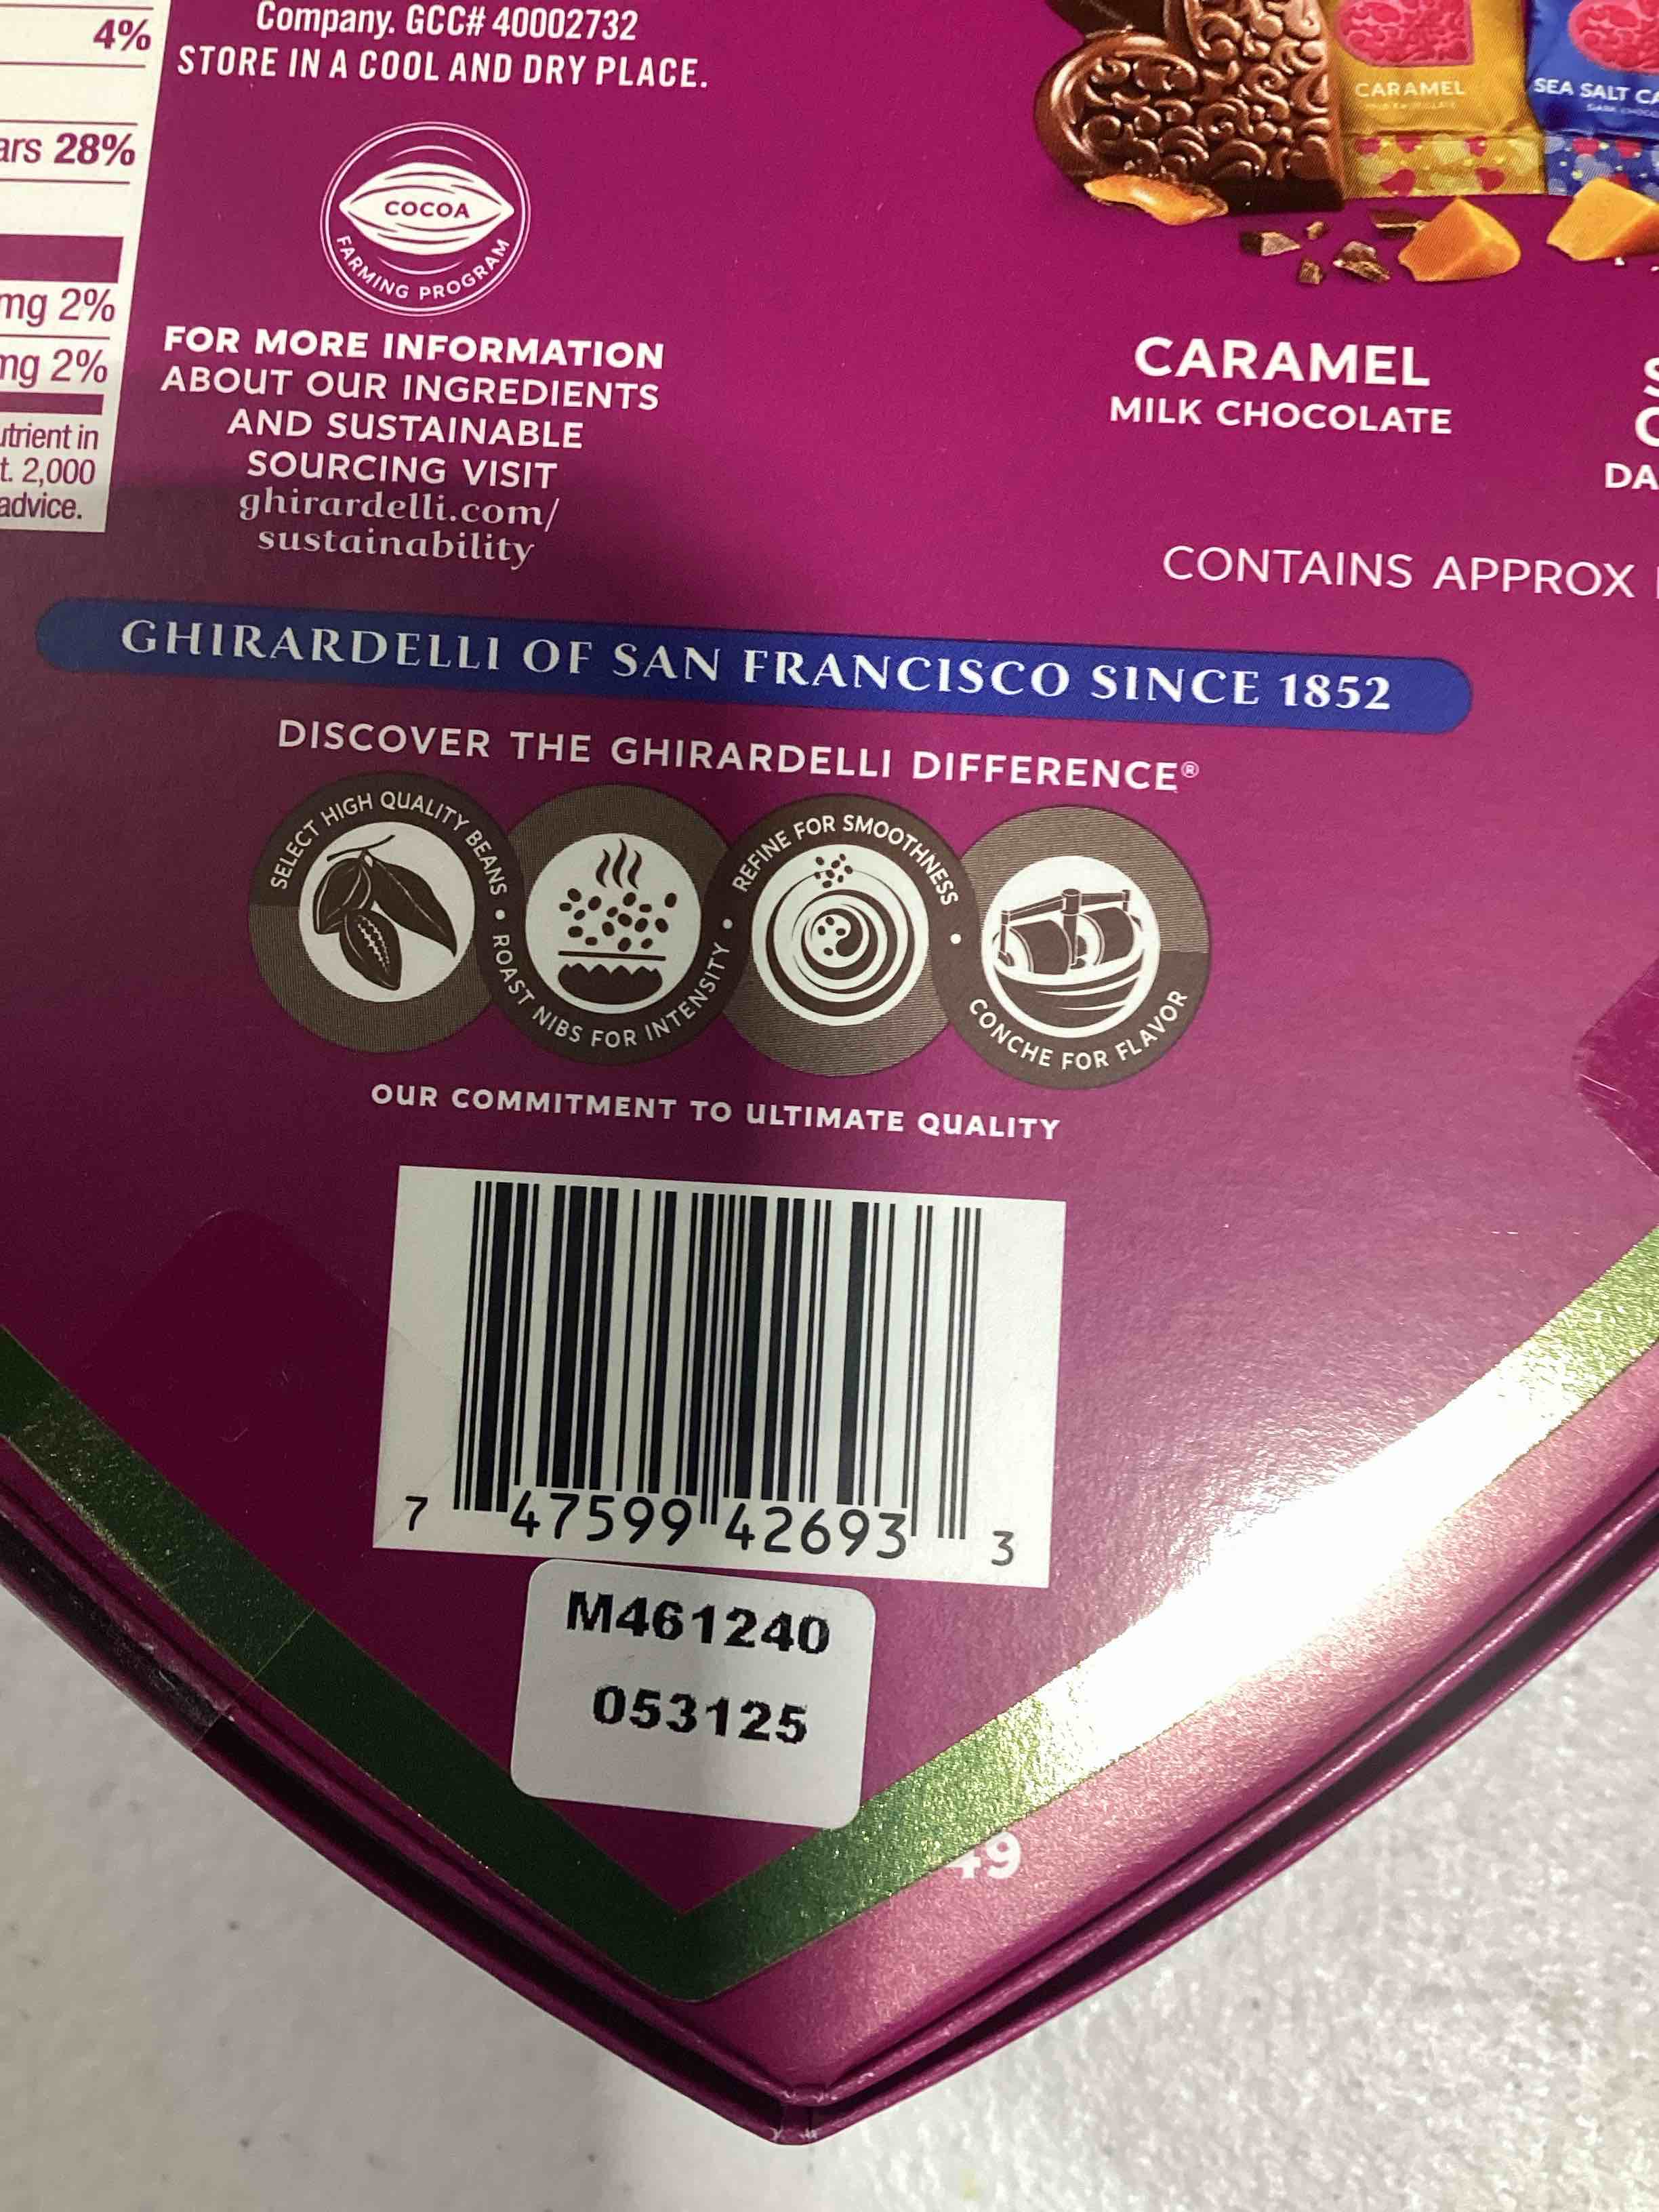 4%
ars 28%
mg 2%
mg 2%
utrient in
t. 2,000
advice.
Company. GCC# 40002732
STORE IN A COOL AND DRY PLACE.
COCOA
FARMING PROGRAM
FOR MORE INFORMATION
ABOUT OUR INGREDIENTS
AND SUSTAINABLE
SOURCING VISIT
ghirardelli.com/
sustainability
CARAMEL
SEA SALT CA
CARAMEL
MILK CHOCOLATE
S
C
DA
CONTAINS APPROX
GHIRARDELLI OF SAN FRANCISCO SINCE 1852
DISCOVER THE GHIRARDELLI DIFFERENCE®
SELECT HIGH QUALITY BEANS • ROAST NIBS FOR INTENSITY • REFINE FOR SMOOTHNESS • CONCHE FOR FLAVOR
OUR COMMITMENT TO ULTIMATE QUALITY
7 47599 42693 3
M461240
053125
49